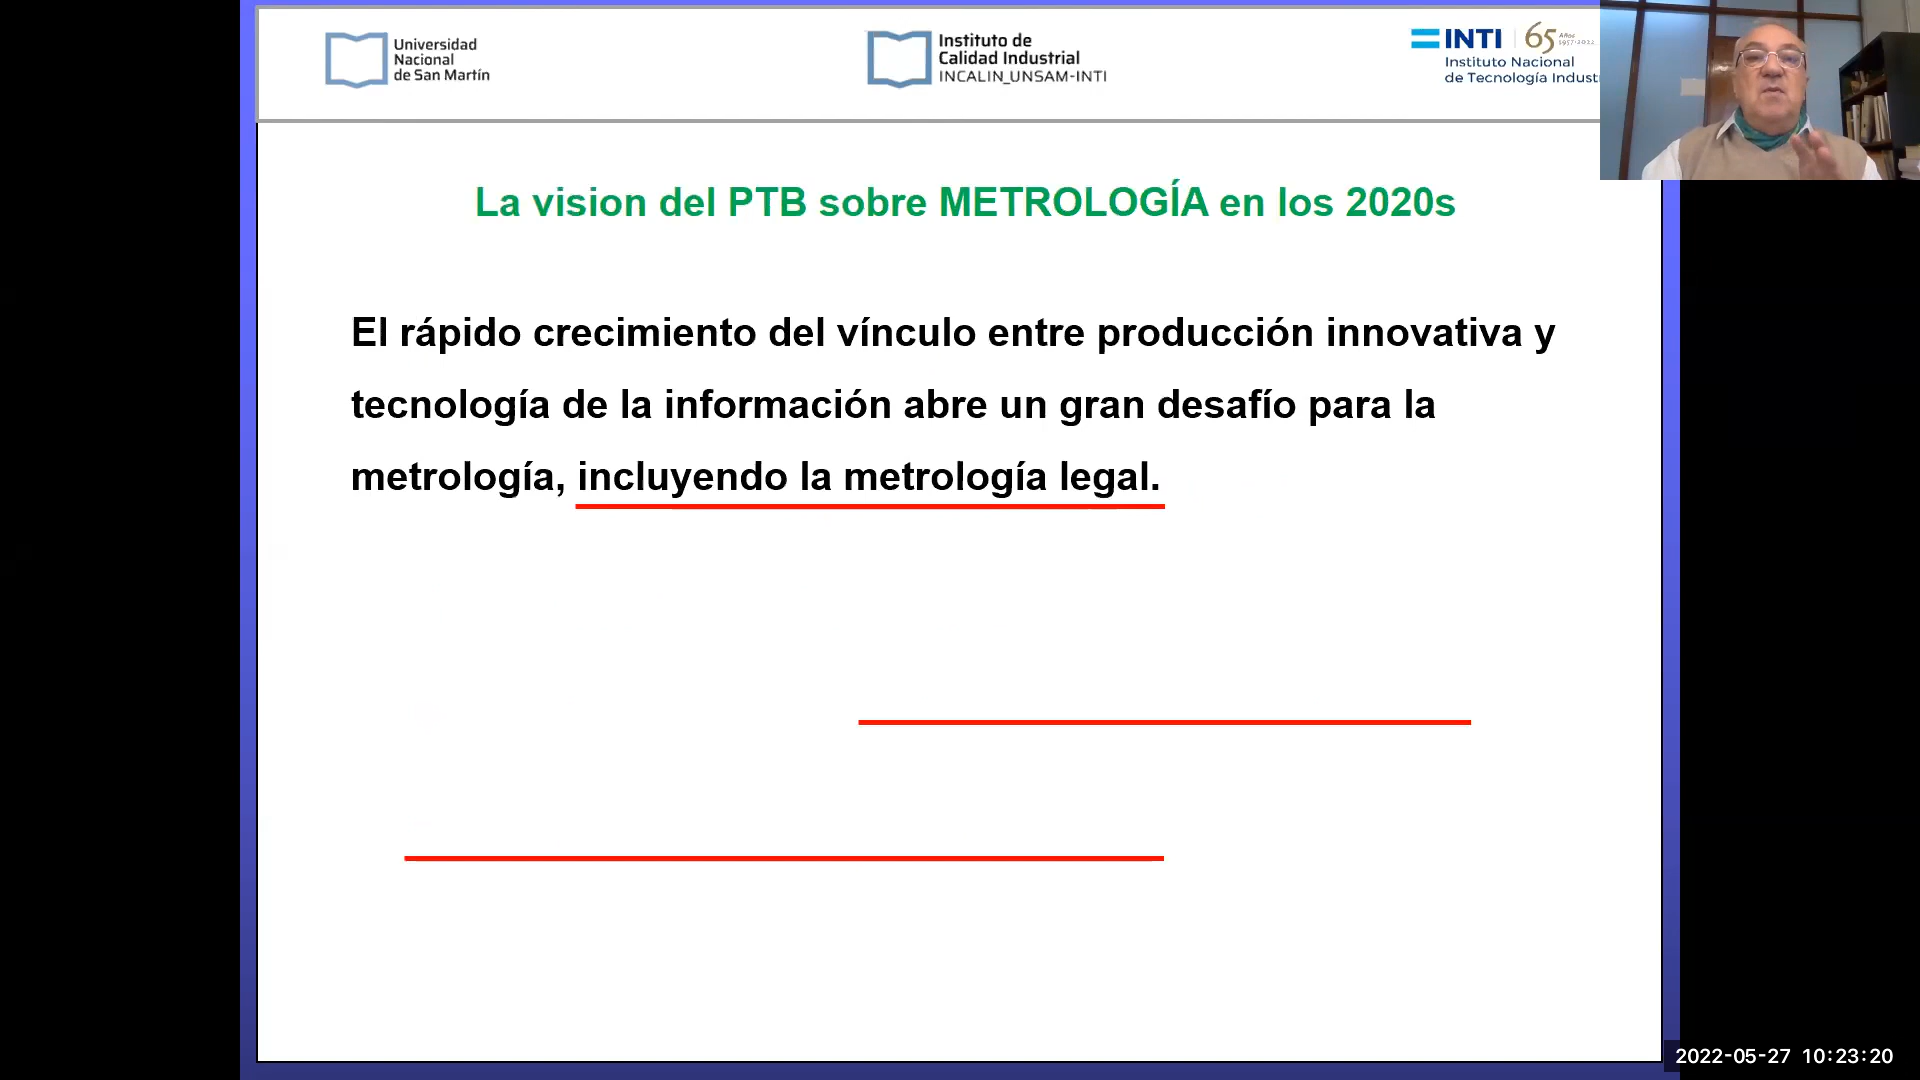 Universidad
Nacional
de San Martín
Instituto de
Calidad Industrial
INCALIN_UNSAM-INTI
INTI 65 Años
1957-2022
Instituto Nacional
de Tecnología Indust
La vision del PTB sobre METROLOGÍA en los 2020s
El rápido crecimiento del vínculo entre producción innovativa y
tecnología de la información abre un gran desafío para la
metrología, incluyendo la metrología legal.
2022-05-27 10:23:20